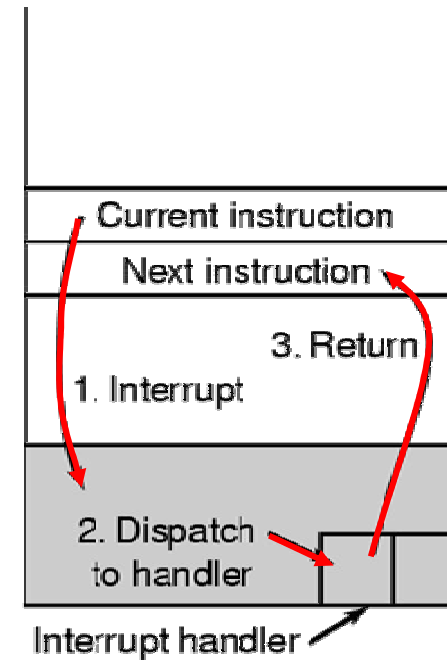 Current instruction
Next instruction
3. Return
1. Interrupt
2. Dispatch
to handler
Interrupt handler